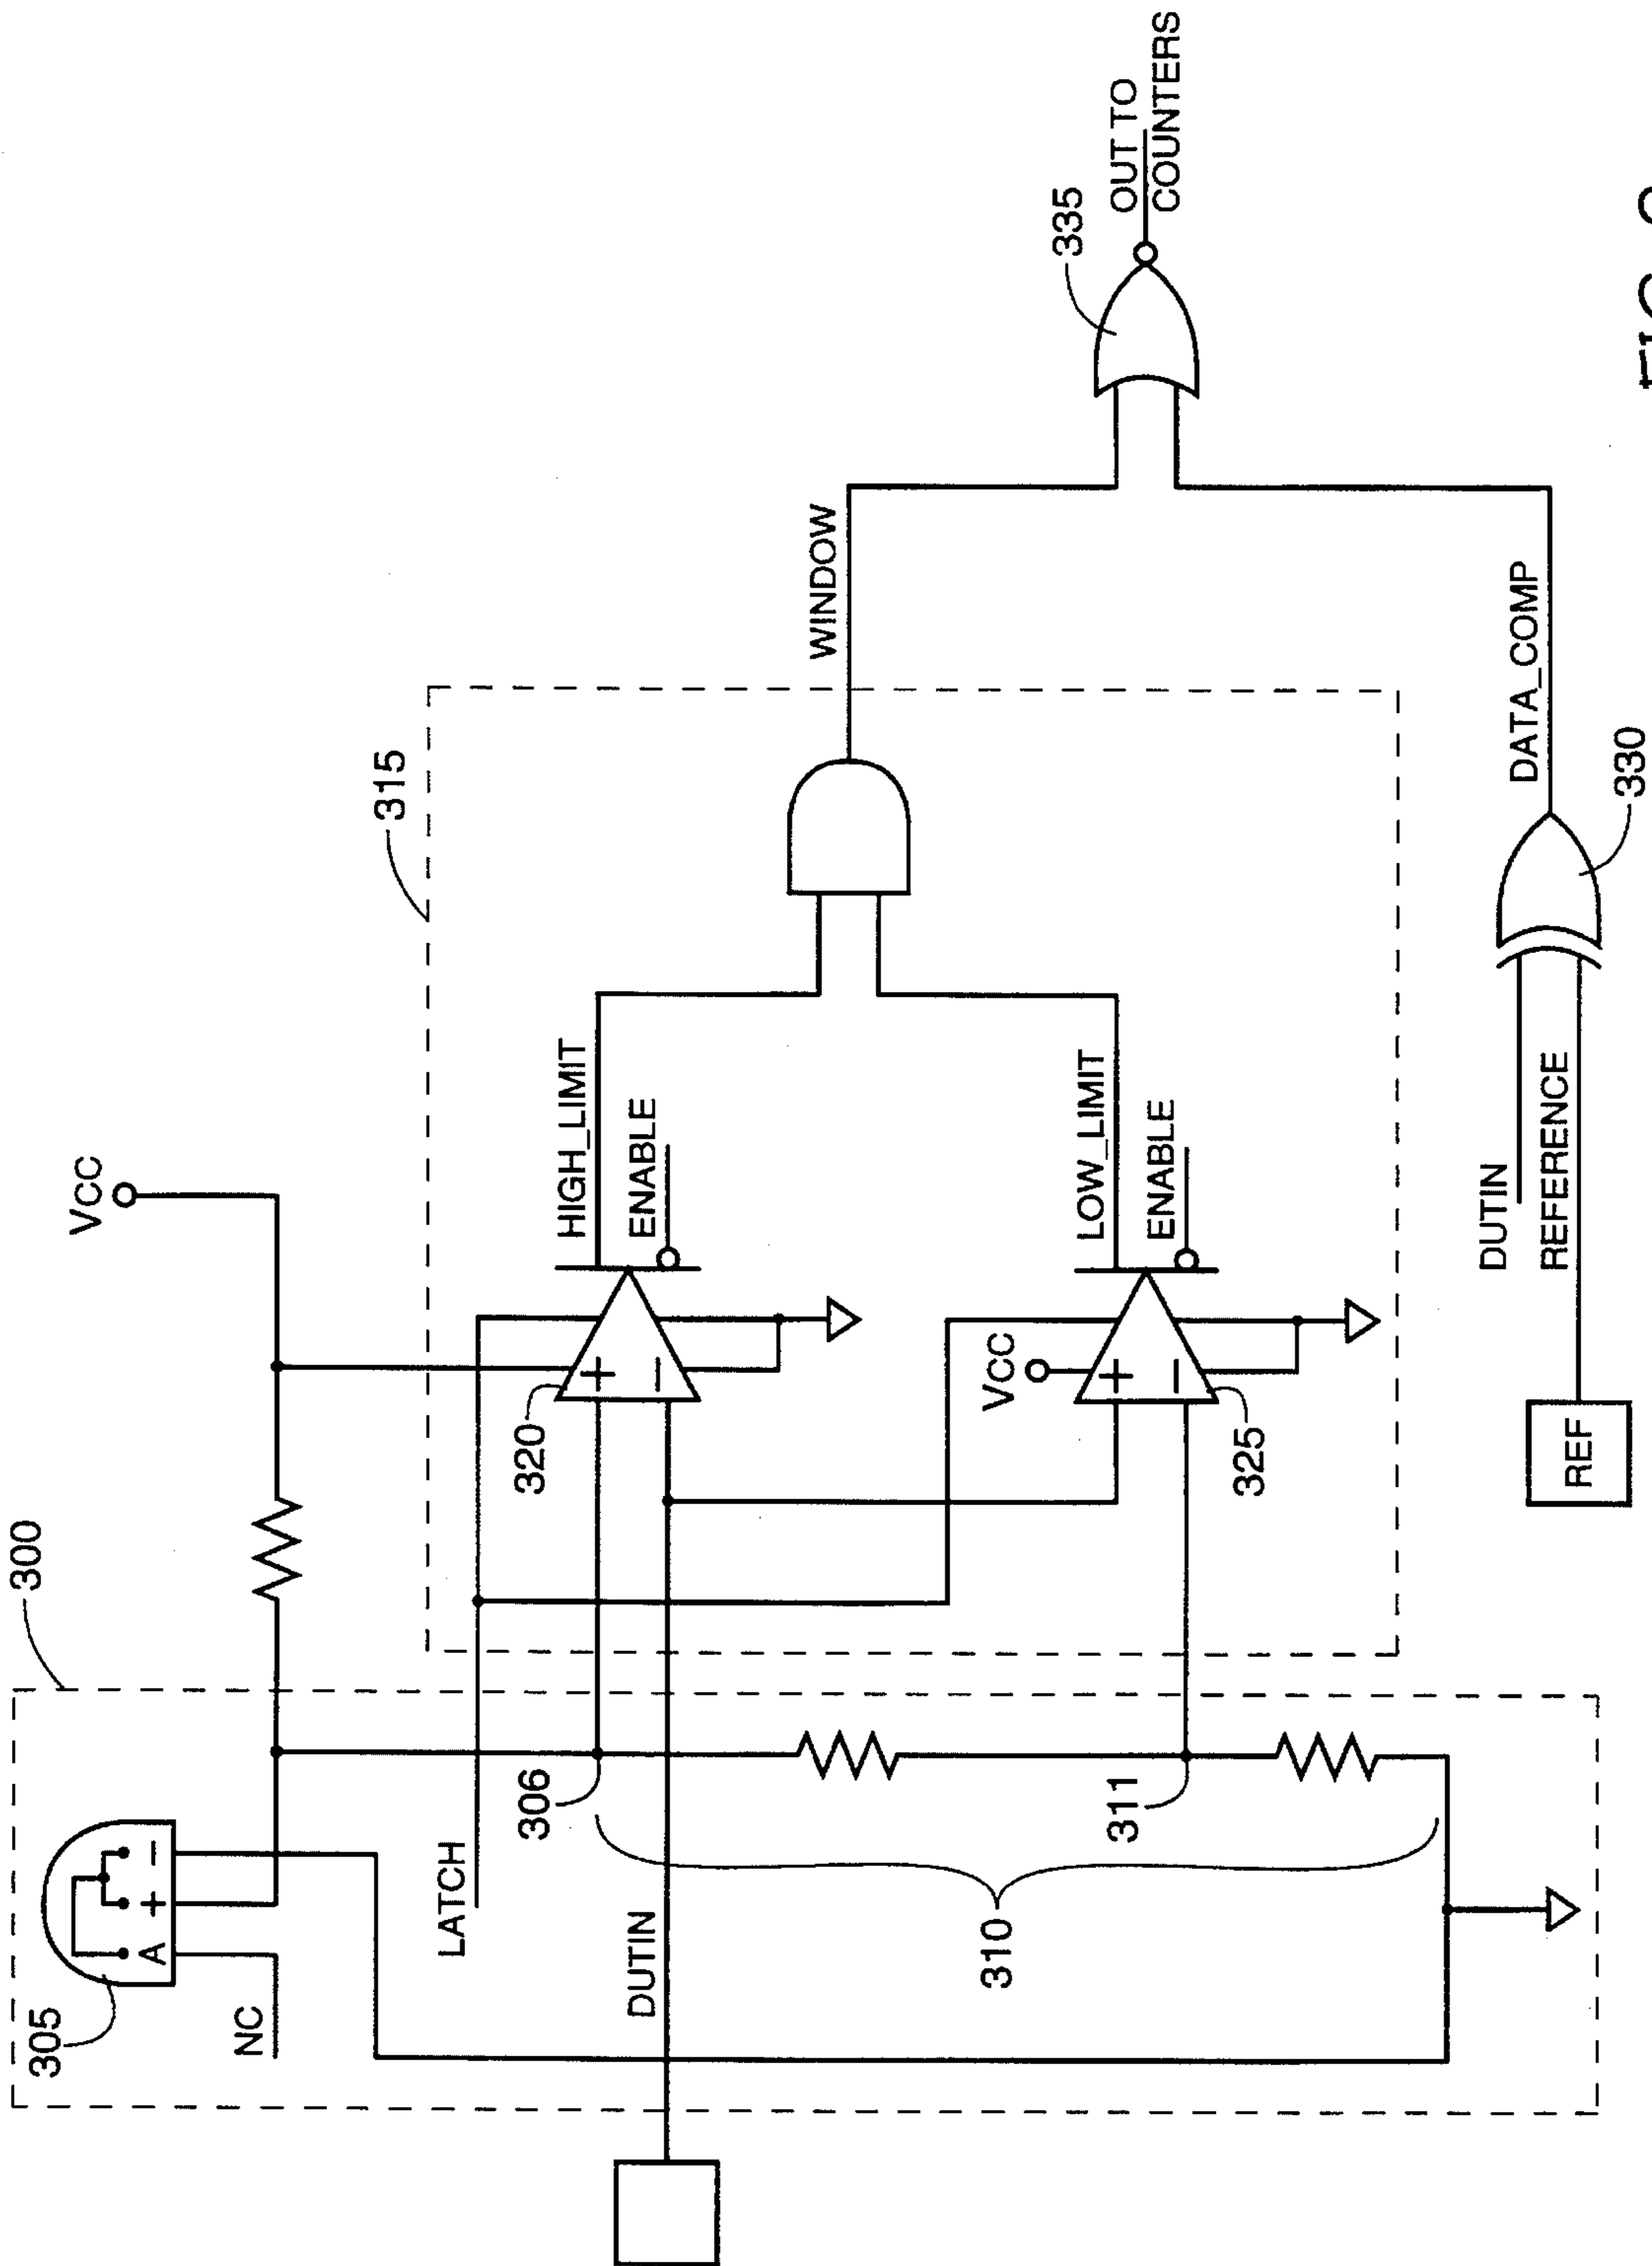 300
305
A + −
NC
VCC
LATCH
306
320
+
−
HIGH_LIMIT
ENABLE
315
DUTIN
310
311
VCC
+
−
325
LOW_LIMIT
ENABLE
WINDOW
335
OUT TO
COUNTERS
DUTIN
REFERENCE
REF
DATA_COMP
330
FIG.